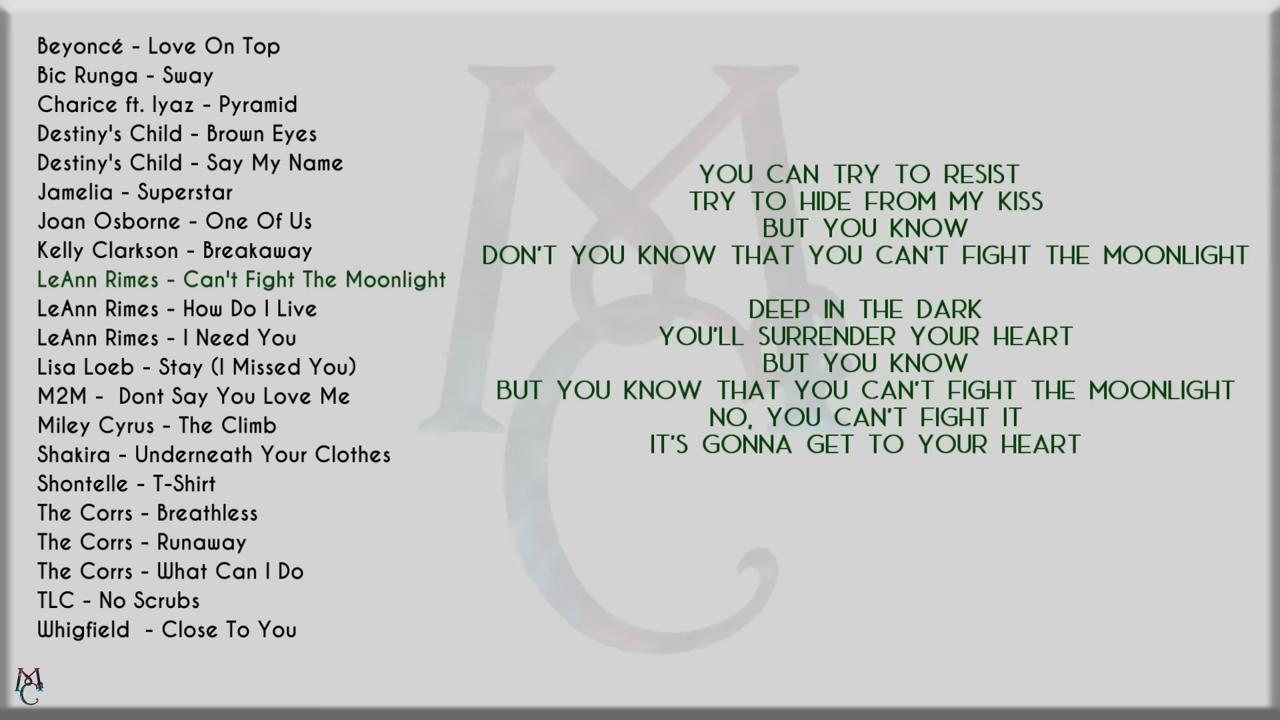 Beyoncé - Love On Top
Bic Runga - Sway
Charice ft. Iyaz - Pyramid
Destiny's Child - Brown Eyes
Destiny's Child - Say My Name
Jamelia - Superstar
Joan Osborne - One Of Us
Kelly Clarkson - Breakaway
LeAnn Rimes - Can't Fight The Moonlight
LeAnn Rimes - How Do I Live
LeAnn Rimes - I Need You
Lisa Loeb - Stay (I Missed You)
M2M -  Dont Say You Love Me
Miley Cyrus - The Climb
Shakira - Underneath Your Clothes
Shontelle - T-Shirt
The Corrs - Breathless
The Corrs - Runaway
The Corrs - What Can I Do
TLC - No Scrubs
Whigfield  - Close To You
YOU CAN TRY TO RESIST
TRY TO HIDE FROM MY KISS
BUT YOU KNOW
DON'T YOU KNOW THAT YOU CAN'T FIGHT THE MOONLIGHT
DEEP IN THE DARK
YOU'LL SURRENDER YOUR HEART
BUT YOU KNOW
BUT YOU KNOW THAT YOU CAN'T FIGHT THE MOONLIGHT
NO, YOU CAN'T FIGHT IT
IT'S GONNA GET TO YOUR HEART
MC
MC